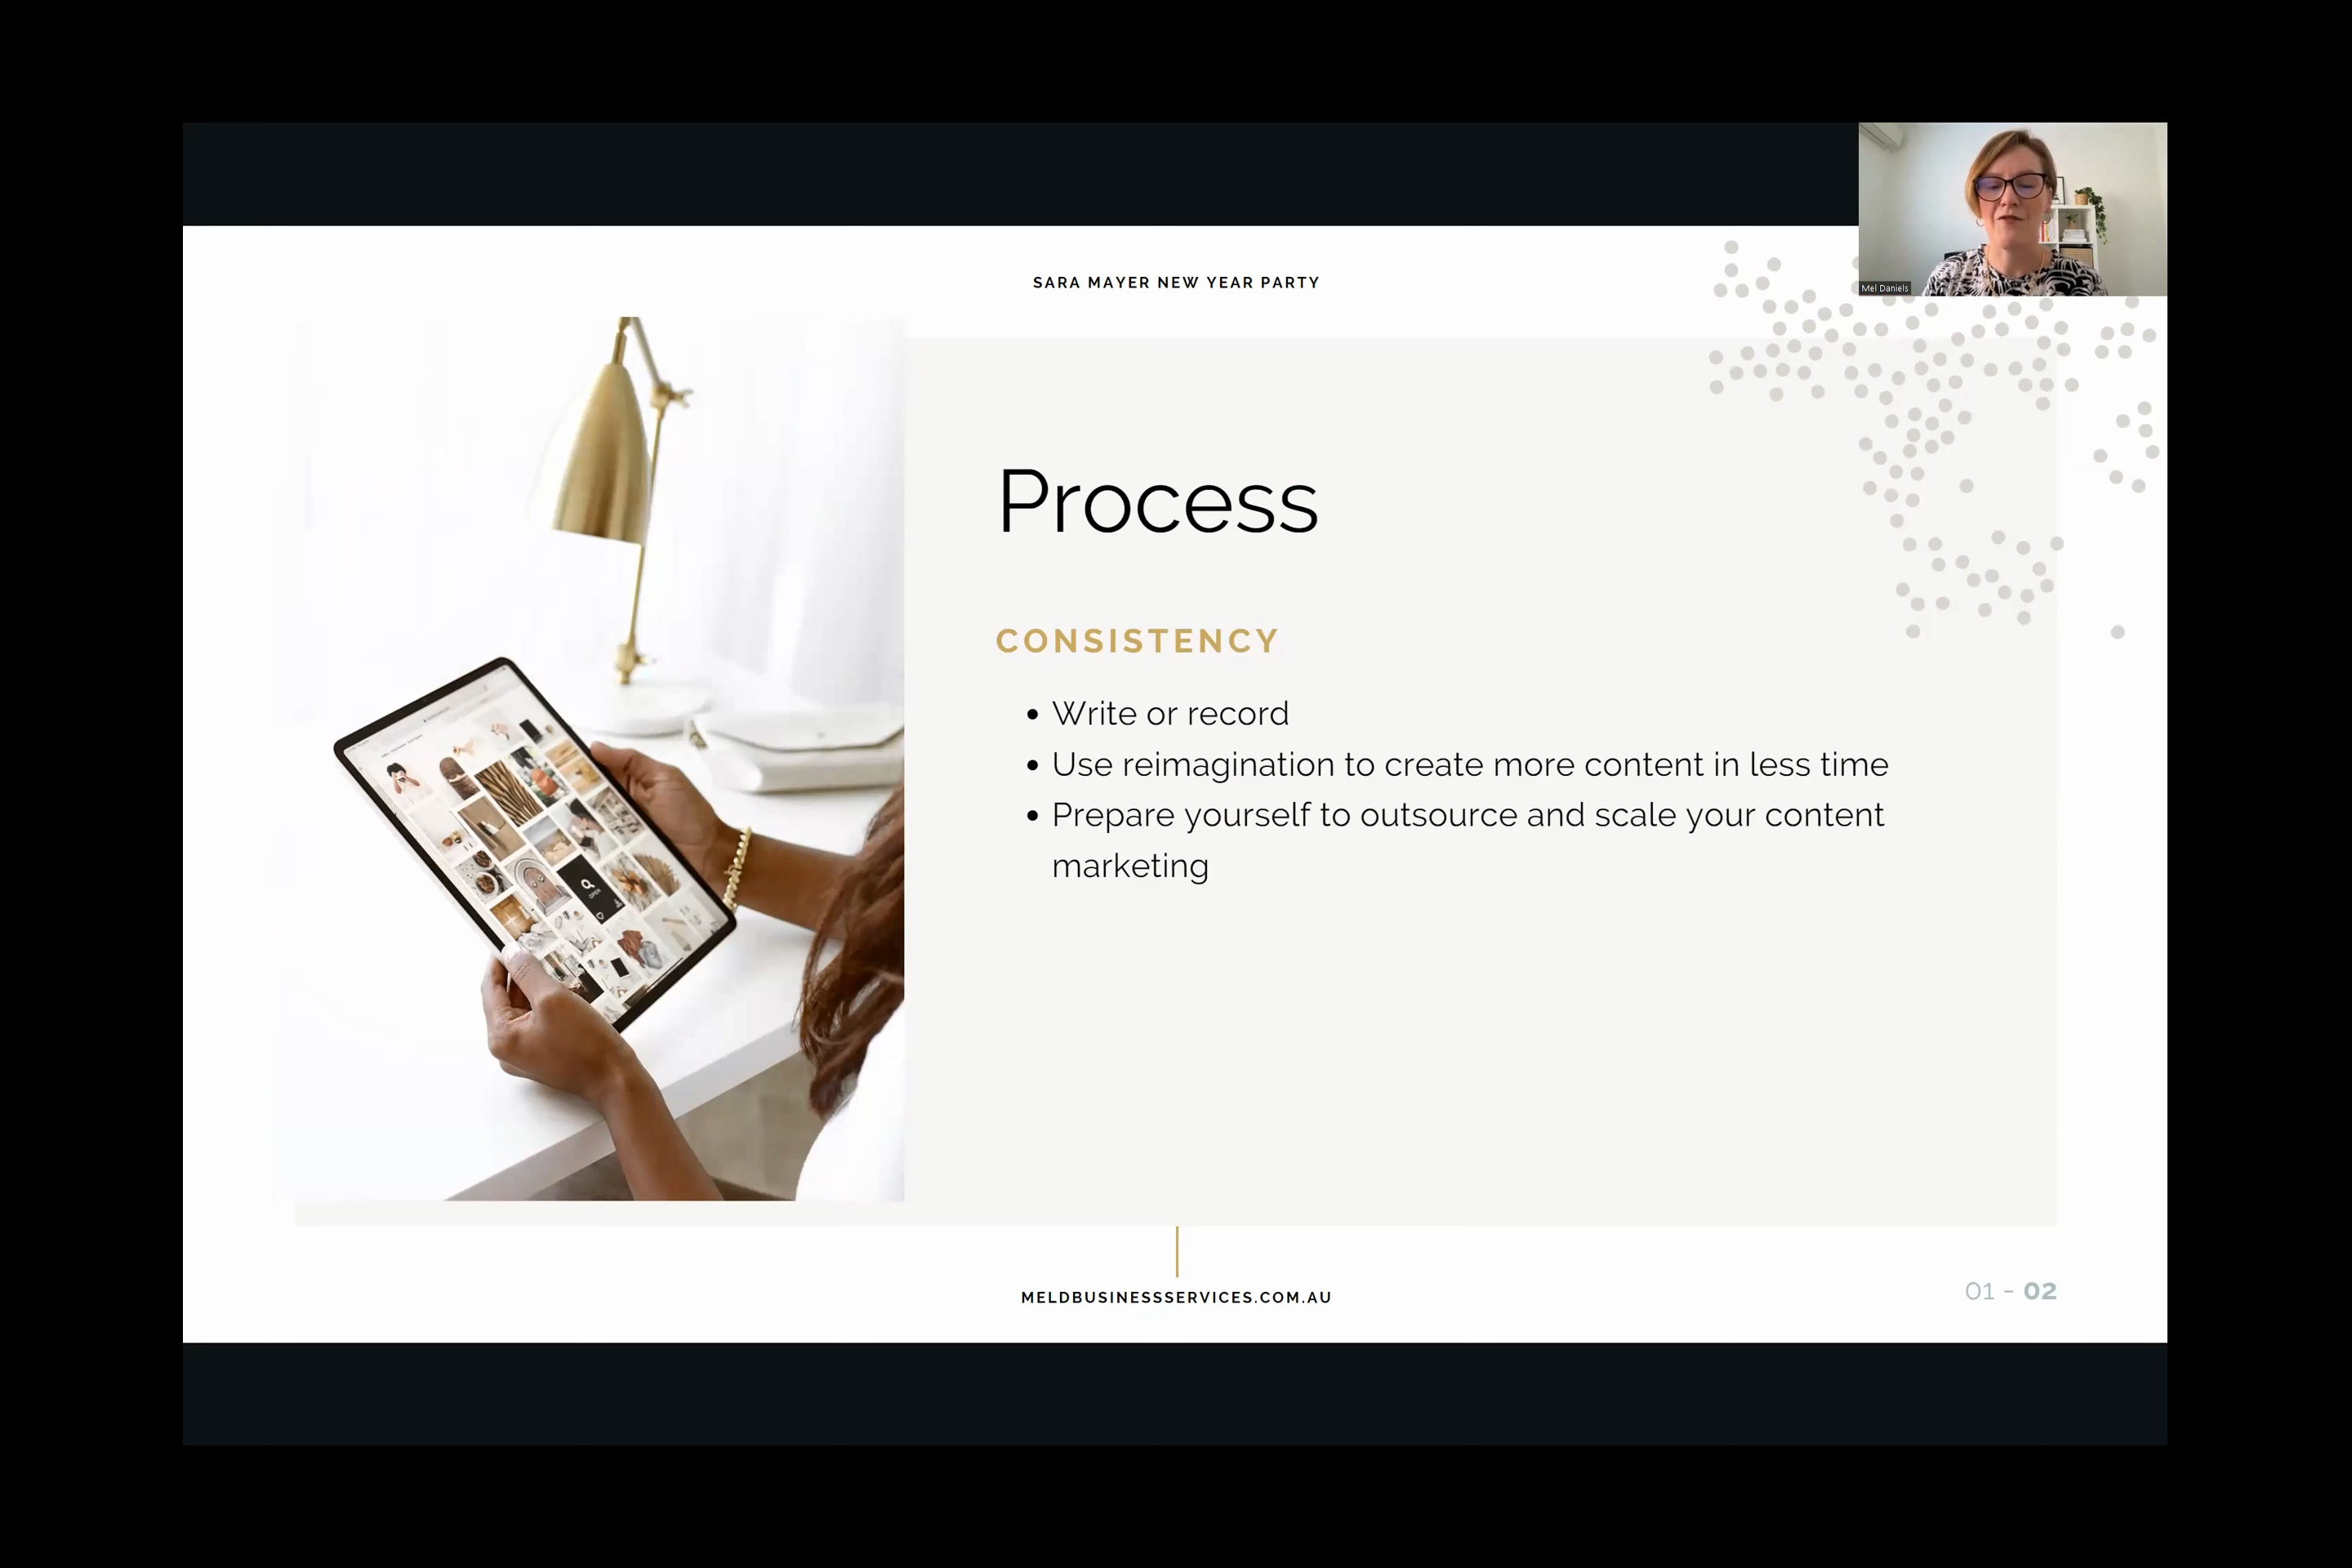 SARA MAYER NEW YEAR PARTY
Mel Daniels
Process
CONSISTENCY
• Write or record
• Use reimagination to create more content in less time
• Prepare yourself to outsource and scale your content
marketing
MELDBUSINESSSERVICES.COM.AU
01 - 02